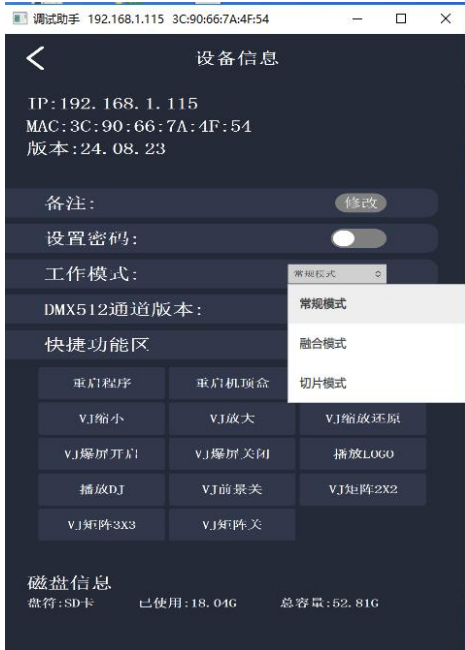 调试助手 192.168.1.115 3C:90:66:7A:4F:54
设备信息
IP:192.168.1.115
MAC:3C:90:66:7A:4F:54
版本:24.08.23
备注: 修改
设置密码:
工作模式: 常规模式
DMX512通道版本: 常规模式
快捷功能区 融合模式
重启程序 重启机顶盒 切片模式
VJ缩小 VJ放大 VJ缩放还原
VJ爆屏开启 VJ爆屏关闭 播放LOGO
播放DJ VJ前景关 VJ矩阵2X2
VJ矩阵3X3 VJ矩阵关
磁盘信息
盘符:SD卡 已使用:18.04G 总容量:52.81G